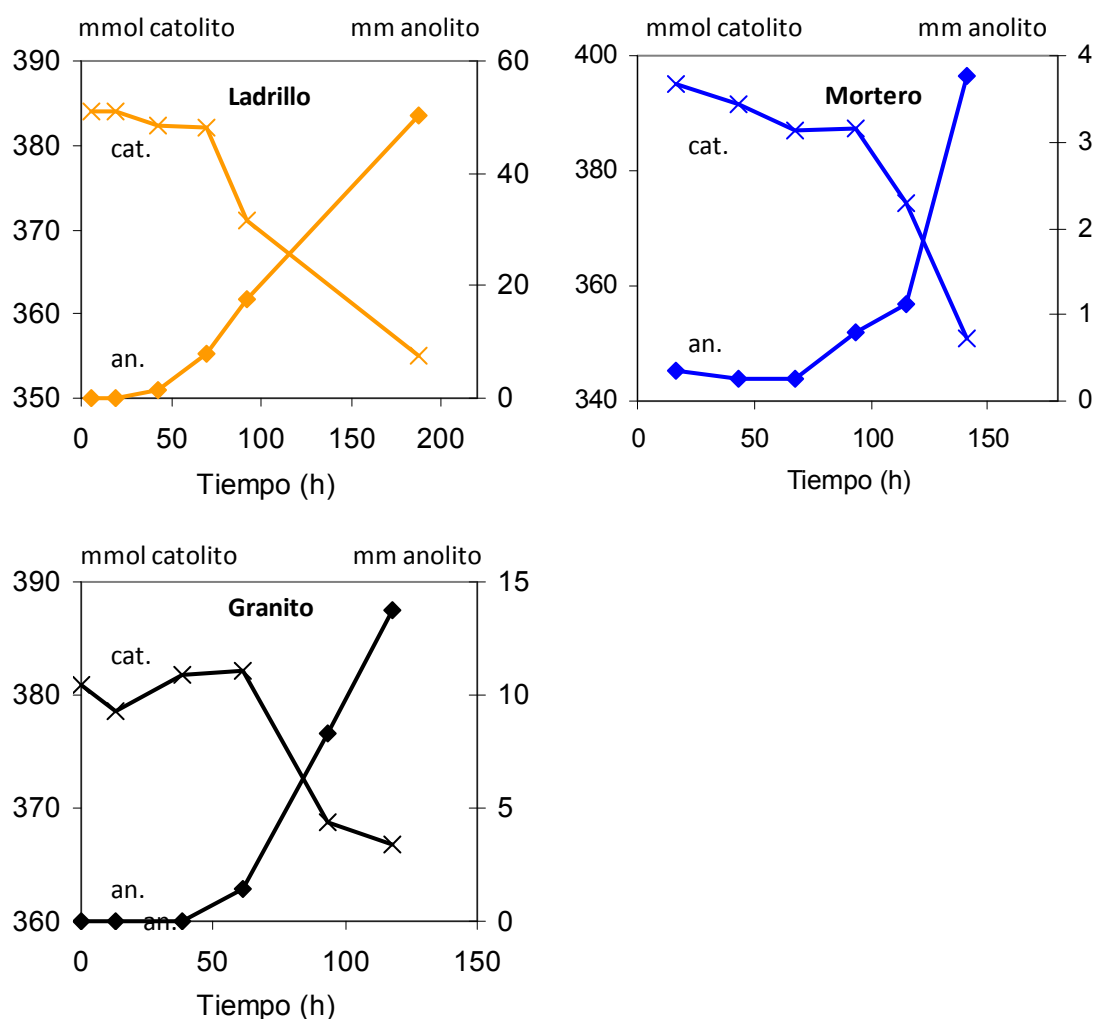 mmol catolito mm anolito
390 60
Ladrillo
380
cat.
40
370
360 20
an.
350 0
0 50 100 150 200
Tiempo (h)
mmol catolito mm anolito
400 4
Mortero
cat.
3
380
2
360
1
an.
340 0
0 50 100 150
Tiempo (h)
mmol catolito mm anolito
390 15
Granito
cat.
380 10
370 5
an.
an.
360 0
0 50 100 150
Tiempo (h)